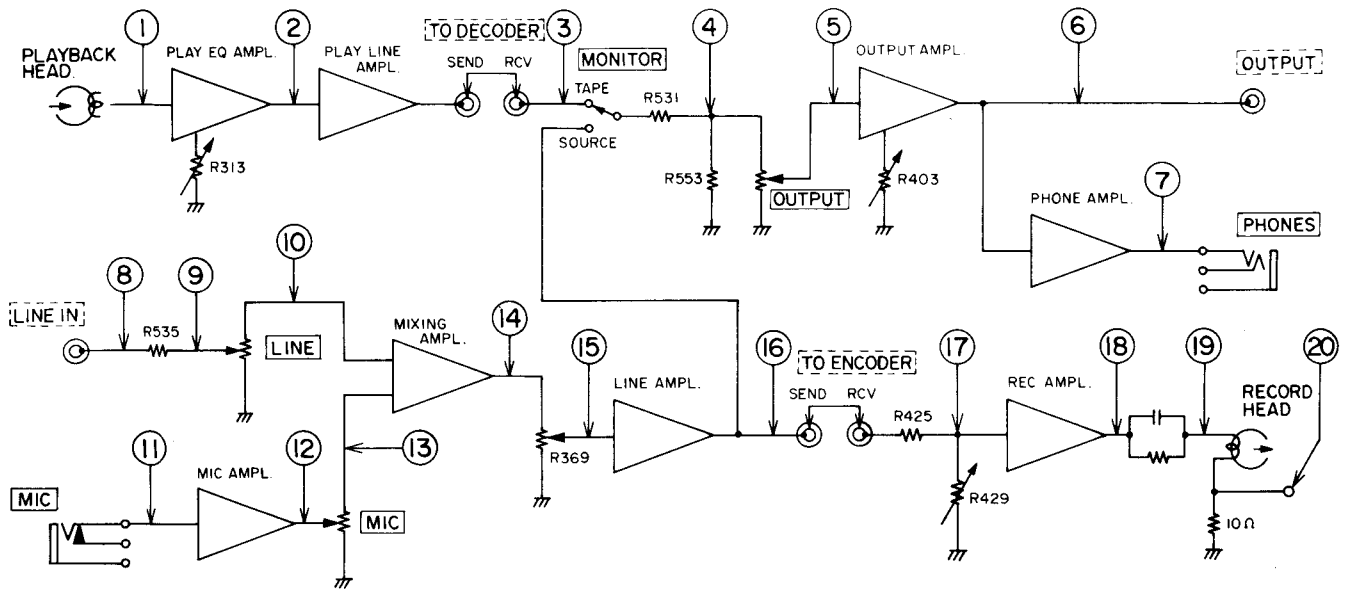 1
2
TO DECODER
3
4
5
6
PLAYBACK
HEAD.
PLAY EQ AMPL.
PLAY LINE
AMPL.
SEND
RCV
MONITOR
TAPE
SOURCE
R531
OUTPUT AMPL.
OUTPUT
R313
R553
OUTPUT
R403
PHONE AMPL.
7
PHONES
8
9
10
LINE IN
R535
LINE
MIXING
AMPL.
14
15
R369
LINE AMPL.
16
TO ENCODER
SEND
RCV
17
R425
REC AMPL.
18
19
20
RECORD
HEAD
R429
10Ω
11
MIC AMPL.
12
13
MIC
MIC